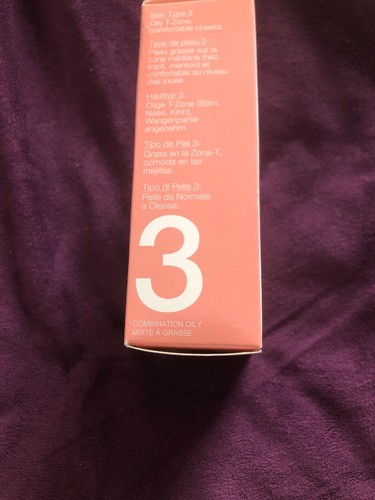 Skin Type 3:
Oily T-Zone,
comfortable cheeks.
Type de peau 3:
Peau grasse sur la
zone médiane (nez,
front, menton) et
confortable au niveau
des joues.
Hauttyp 3:
Ölige T-Zone (Stirn,
Nase, Kinn),
Wangenpartie
angenehm.
Tipo de Piel 3:
Grasa en la Zona-T,
cómoda en las
mejillas.
Tipo di Pelle 3:
Pelle da Normale
a Oleosa.
3
COMBINATION OILY
MIXTE À GRASSE